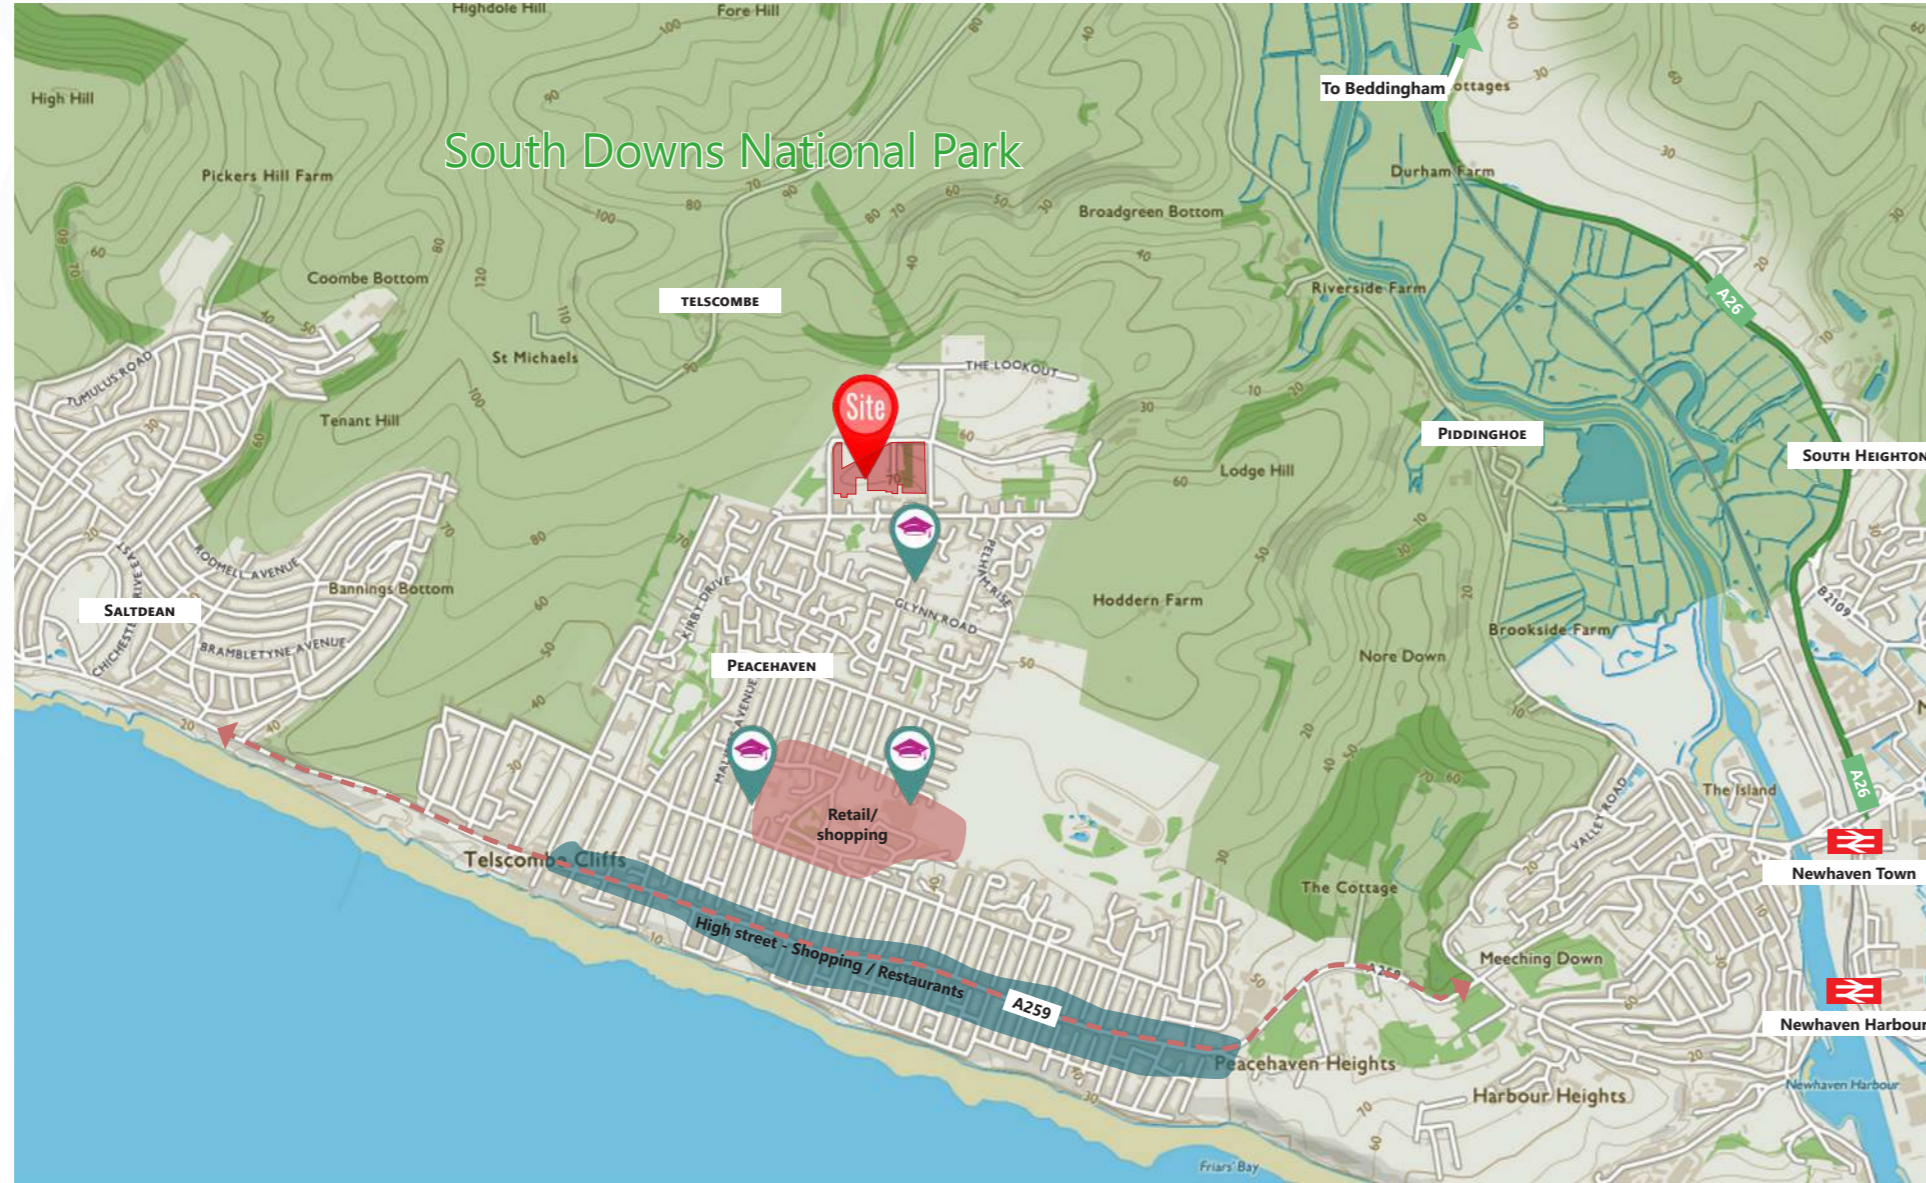 Highdole Hill
Fore Hill
High Hill
To Beddingham
ottages
South Downs National Park
Pickers Hill Farm
Durham Farm
Broadgreen Bottom
Coombe Bottom
Riverside Farm
A26
TELSCOMBE
St Michaels
THE LOOKOUT
TUMULUS ROAD
Site
Tenant Hill
PIDDINGHOE
SOUTH HEIGHTON
Lodge Hill
RODMELL AVENUE
Bannings Bottom
PELHAM RISE
KIRBY DRIVE
GLYNN ROAD
Hoddern Farm
B2109
SALTDEAN
Brookside Farm
BRAMBLETYNE AVENUE
PEACEHAVEN
Nore Down
The Island
A26
VALLEY ROAD
Retail/
shopping
Telscombe Cliffs
Newhaven Town
The Cottage
High street - Shopping / Restaurants
A259
A259
Meeching Down
Newhaven Harbour
Peacehaven Heights
Harbour Heights
Newhaven Harbour
Friars' Bay